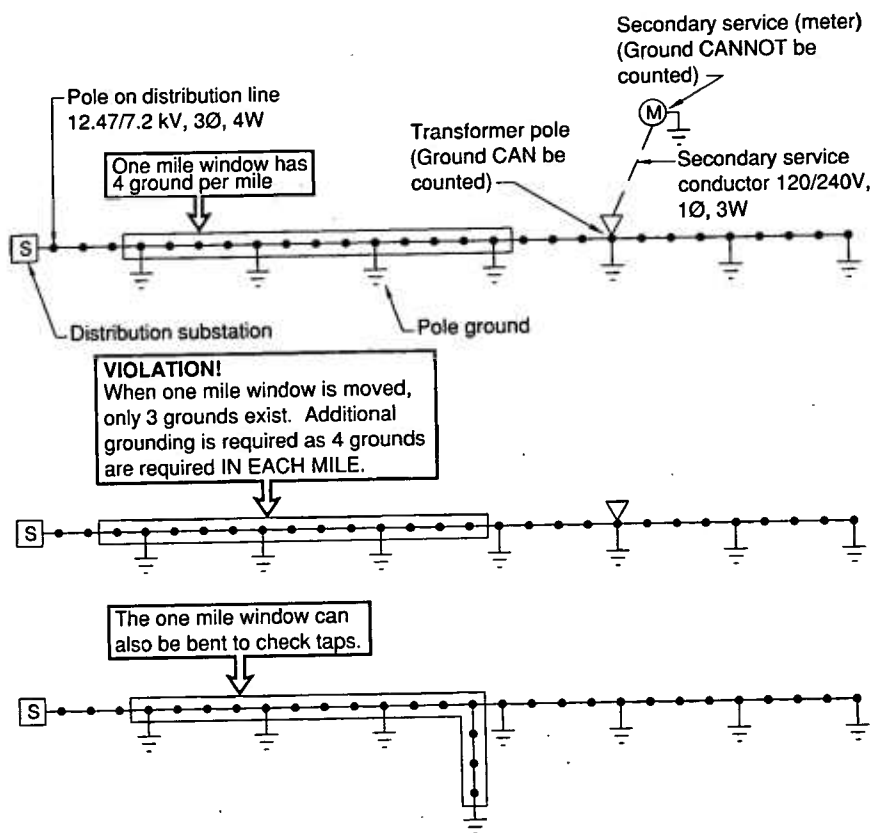 Secondary service (meter)
(Ground CANNOT be
counted)
Pole on distribution line
12.47/7.2 kV, 3Ø, 4W
M
Transformer pole
(Ground CAN be
counted)
Secondary service
conductor 120/240V,
1Ø, 3W
One mile window has
4 ground per mile
S
Distribution substation
Pole ground
VIOLATION!
When one mile window is moved,
only 3 grounds exist. Additional
grounding is required as 4 grounds
are required IN EACH MILE.
S
The one mile window can
also be bent to check taps.
S